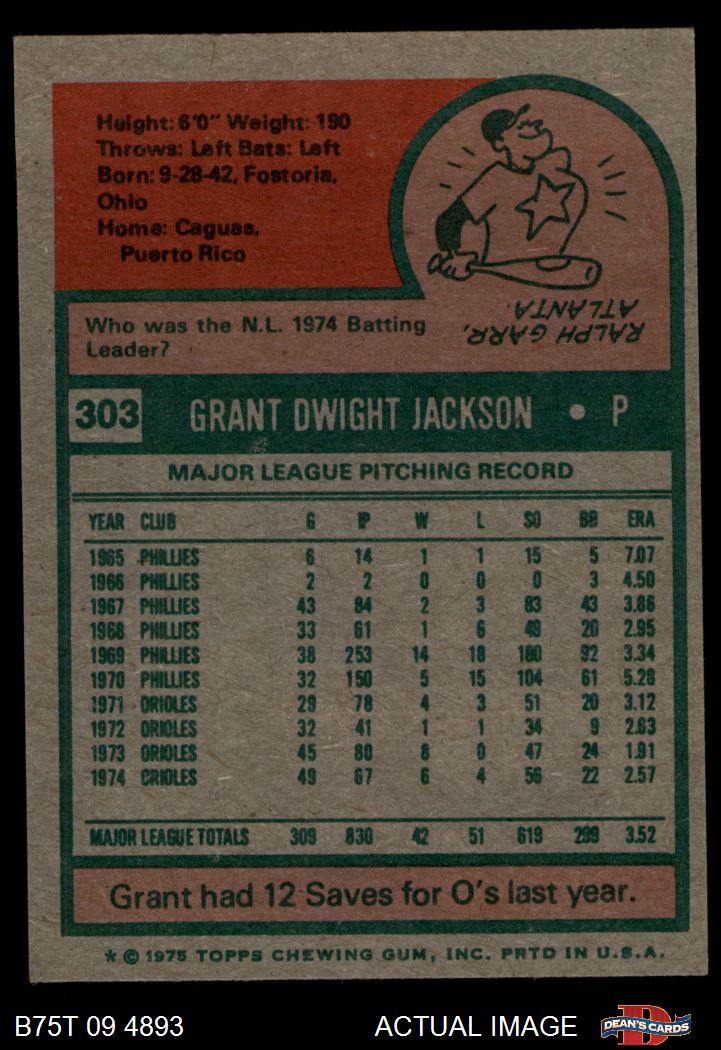 Height: 6'0" Weight: 190
Throws: Left Bats: Left
Born: 9-28-42, Fostoria,
Ohio
Home: Caguas,
Puerto Rico
Who was the N.L. 1974 Batting
Leader?
RALPH GARR,
ATLANTA.
303 GRANT DWIGHT JACKSON • P
MAJOR LEAGUE PITCHING RECORD
YEAR CLUB G IP W L SO BB ERA
1965 PHILLIES 6 14 1 1 15 5 7.07
1966 PHILLIES 2 2 0 0 0 3 4.50
1967 PHILLIES 43 84 2 3 83 43 3.86
1968 PHILLIES 33 61 1 6 49 20 2.95
1969 PHILLIES 38 253 14 18 180 92 3.34
1970 PHILLIES 32 150 5 15 104 61 5.28
1971 ORIOLES 29 78 4 3 51 20 3.12
1972 ORIOLES 32 41 1 1 34 9 2.63
1973 ORIOLES 45 80 8 0 47 24 1.91
1974 ORIOLES 49 67 6 4 56 22 2.57
MAJOR LEAGUE TOTALS 309 830 42 51 619 299 3.52
Grant had 12 Saves for O's last year.
* © 1975 TOPPS CHEWING GUM, INC. PRTD IN U.S.A.
B75T 09 4893 ACTUAL IMAGE D DEAN'S CARDS